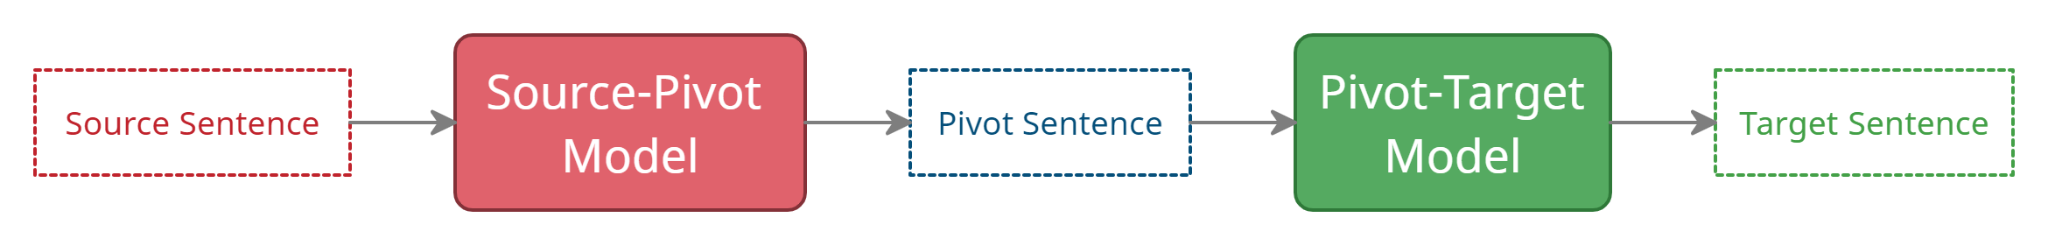 Source Sentence
Source-Pivot
Model
Pivot Sentence
Pivot-Target
Model
Target Sentence